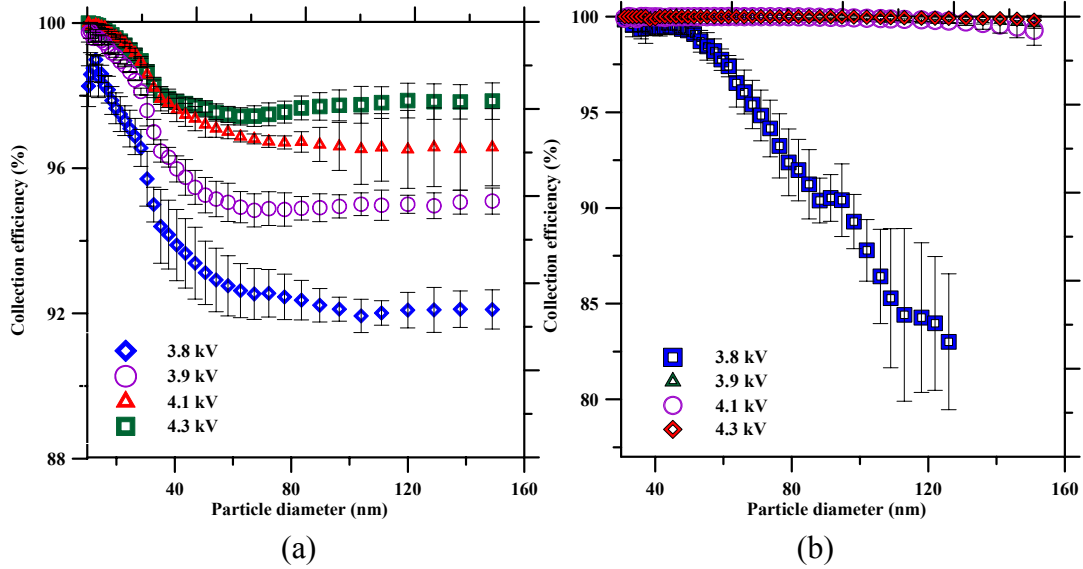 100
96
92
88
Collection efficiency (%)
3.8 kV
3.9 kV
4.1 kV
4.3 kV
40
80
120
160
Particle diameter (nm)
(a)
100
95
90
85
80
Collection efficiency (%)
3.8 kV
3.9 kV
4.1 kV
4.3 kV
40
80
120
160
Particle diameter (nm)
(b)